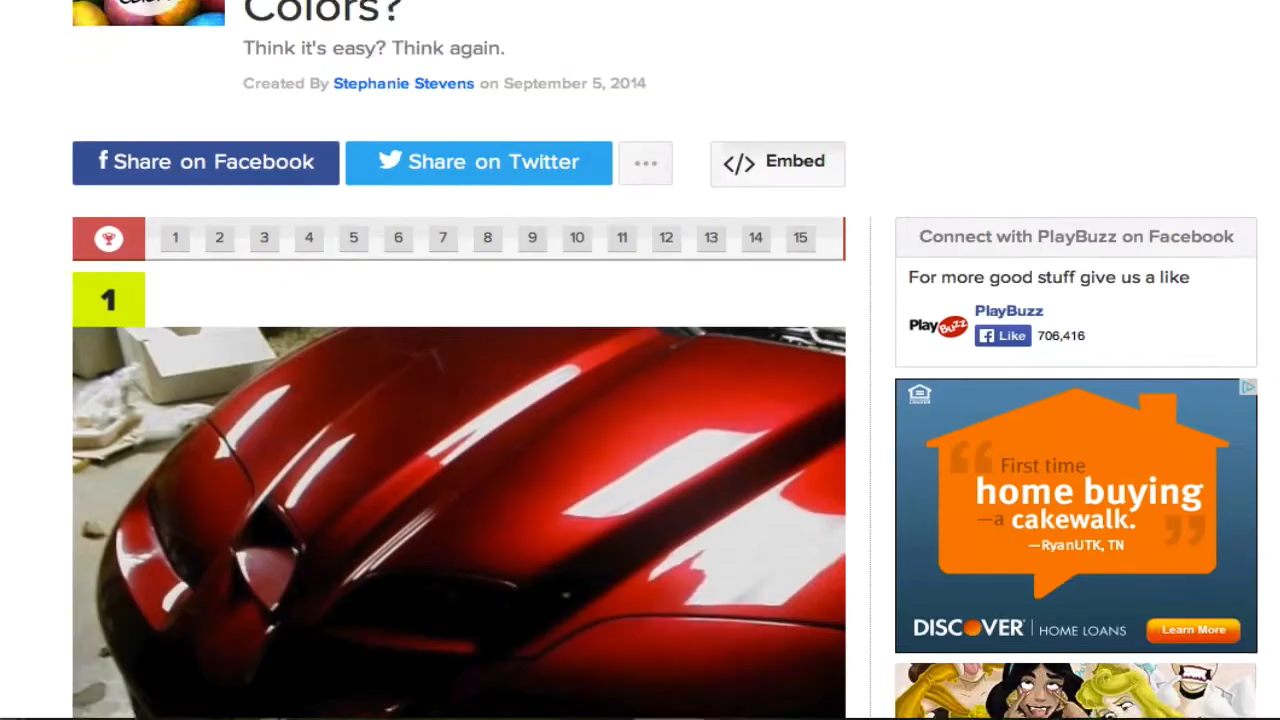 Colors?
Think it's easy? Think again.
Created By Stephanie Stevens on September 5, 2014
f Share on Facebook
Share on Twitter
...
</> Embed
1 2 3 4 5 6 7 8 9 10 11 12 13 14 15
1
Connect with PlayBuzz on Facebook
For more good stuff give us a like
Play Buzz
PlayBuzz
f Like 706,416
“ First time
home buying
—a cakewalk. ”
—RyanUTK, TN
DISCOVER HOME LOANS
Learn More